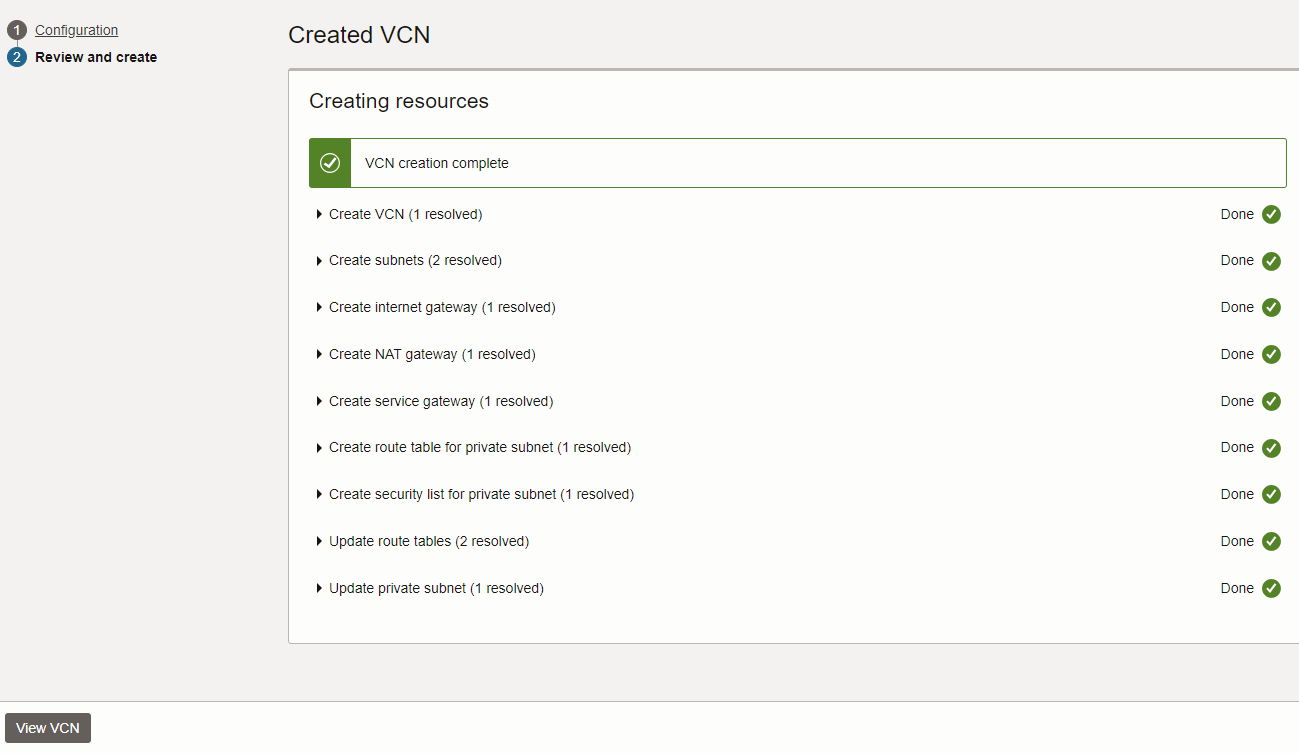 1 Configuration
2 Review and create
Created VCN
Creating resources
VCN creation complete
Create VCN (1 resolved) Done
Create subnets (2 resolved) Done
Create internet gateway (1 resolved) Done
Create NAT gateway (1 resolved) Done
Create service gateway (1 resolved) Done
Create route table for private subnet (1 resolved) Done
Create security list for private subnet (1 resolved) Done
Update route tables (2 resolved) Done
Update private subnet (1 resolved) Done
View VCN